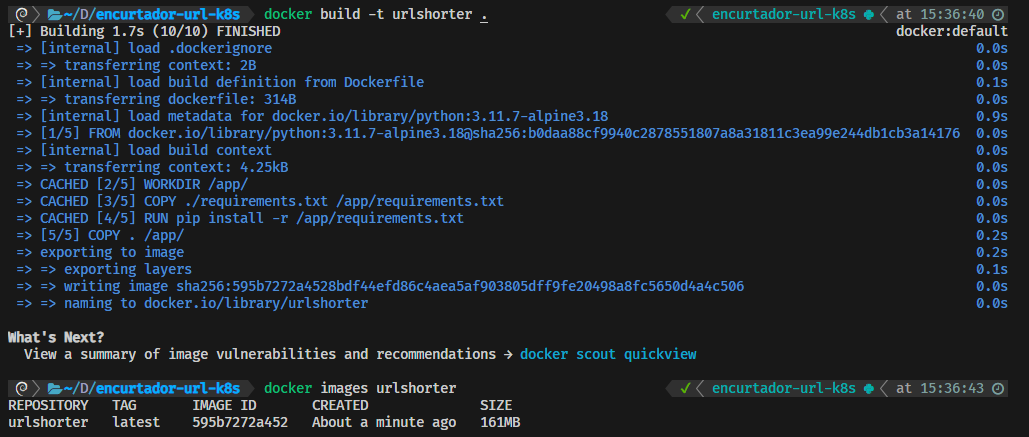 ~/D/encurtador-url-k8s docker build -t urlshorter . ✓ encurtador-url-k8s at 15:36:40
[+] Building 1.7s (10/10) FINISHED docker:default
=> [internal] load .dockerignore 0.0s
=> => transferring context: 2B 0.0s
=> [internal] load build definition from Dockerfile 0.1s
=> => transferring dockerfile: 314B 0.0s
=> [internal] load metadata for docker.io/library/python:3.11.7-alpine3.18 0.9s
=> [1/5] FROM docker.io/library/python:3.11.7-alpine3.18@sha256:b0daa88cf9940c2878551807a8a31811c3ea99e244db1cb3a14176 0.0s
=> [internal] load build context 0.0s
=> => transferring context: 4.25kB 0.0s
=> CACHED [2/5] WORKDIR /app/ 0.0s
=> CACHED [3/5] COPY ./requirements.txt /app/requirements.txt 0.0s
=> CACHED [4/5] RUN pip install -r /app/requirements.txt 0.0s
=> [5/5] COPY . /app/ 0.2s
=> exporting to image 0.2s
=> => exporting layers 0.1s
=> => writing image sha256:595b7272a4528bdf44efd86c4aea5af903805dff9fe20498a8fc5650d4a4c506 0.0s
=> => naming to docker.io/library/urlshorter 0.0s
What's Next?
View a summary of image vulnerabilities and recommendations → docker scout quickview
~/D/encurtador-url-k8s docker images urlshorter ✓ encurtador-url-k8s at 15:36:43
REPOSITORY TAG IMAGE ID CREATED SIZE
urlshorter latest 595b7272a452 About a minute ago 161MB